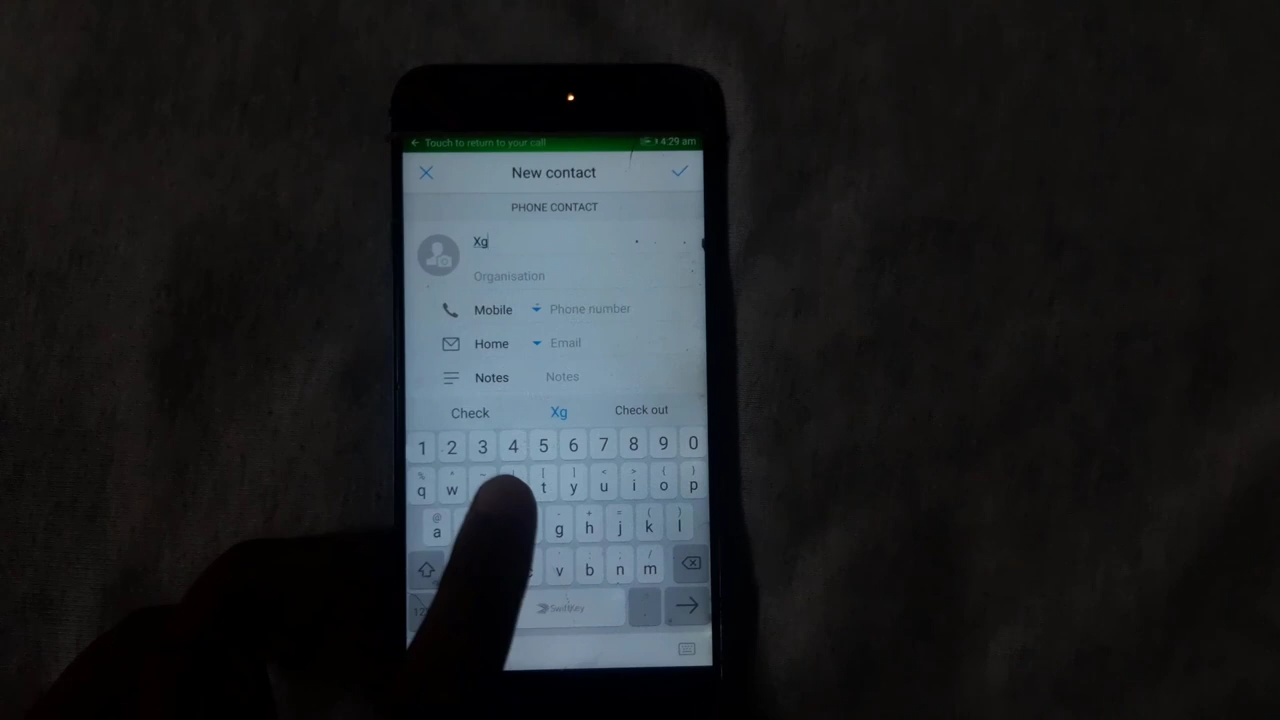 ← Touch to return to your call 4:29 am
New contact
PHONE CONTACT
Xg
Organisation
Mobile Phone number
Home Email
Notes Notes
Check Xg Check out
1 2 3 4 5 6 7 8 9 0
% ^ ~ [ ] < > { }
q w t y u i o p
@ - + = ( )
a g h j k l
' : ; /
v b n m
SwiftKey